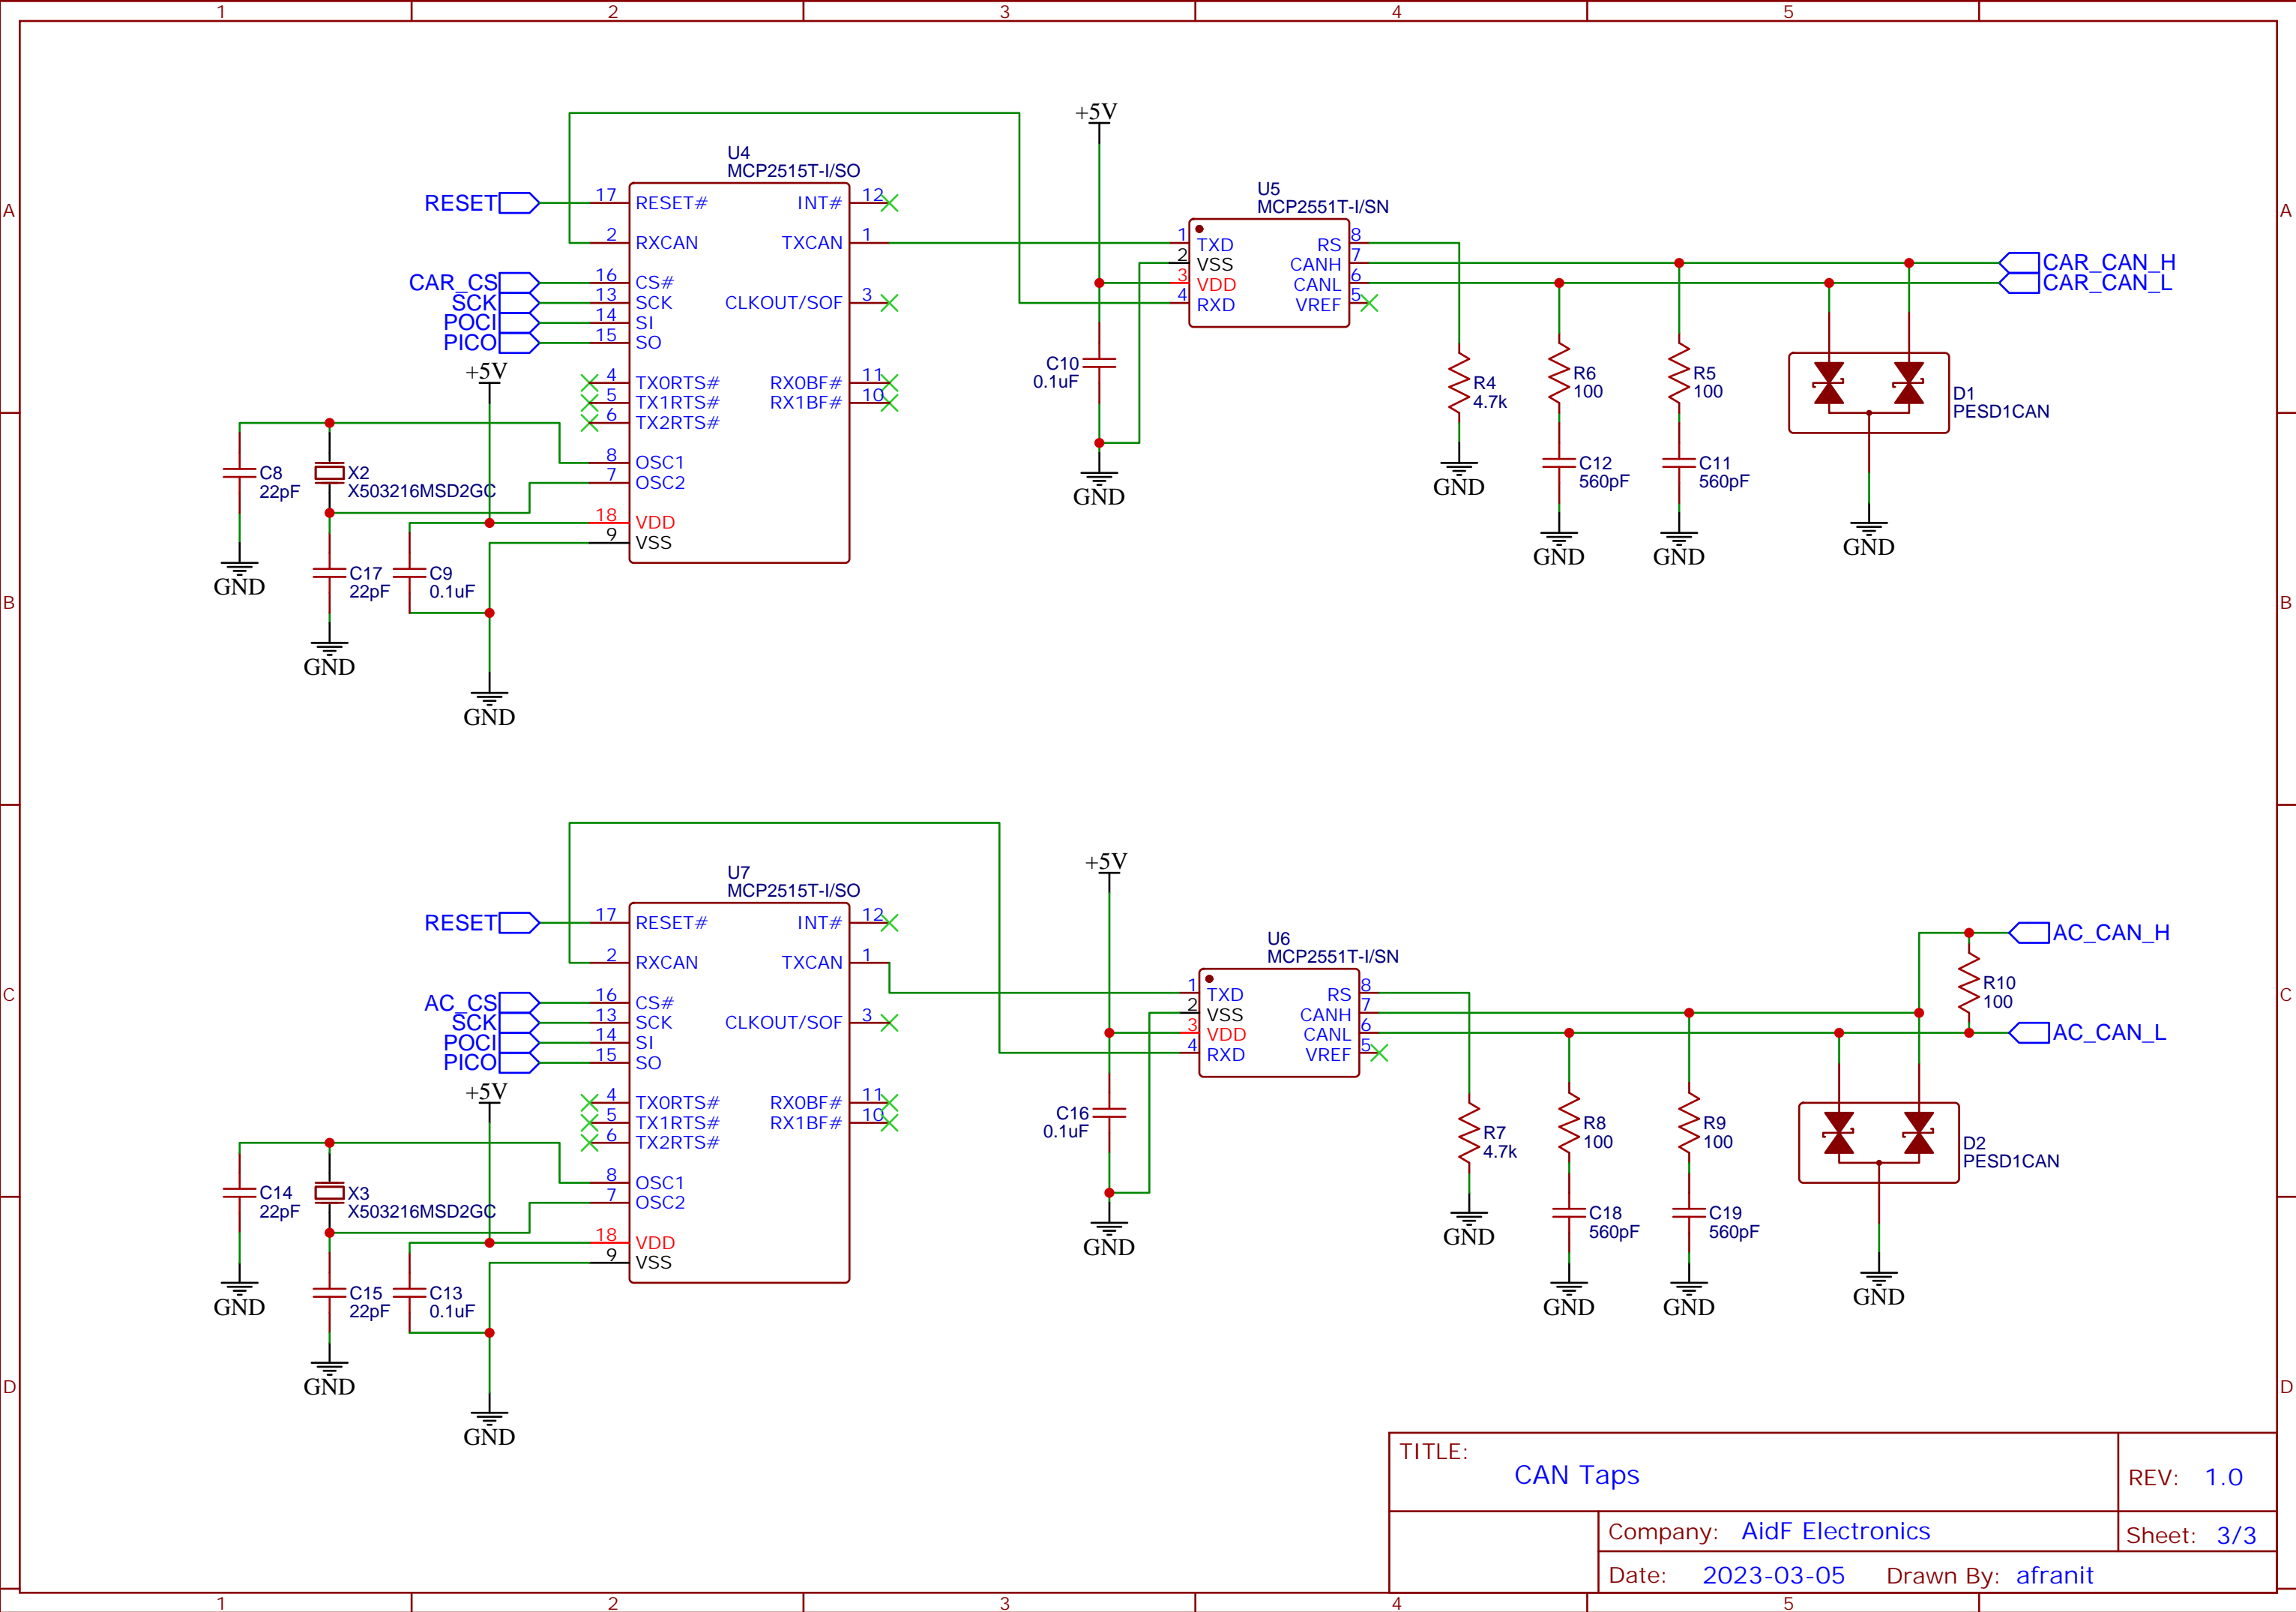 1 2 3 4 5
A A
B B
C C
D D
+5V
U4
MCP2515T-I/SO
RESET 17 RESET# INT# 12
2 RXCAN TXCAN 1
CAR_CS 16 CS#
SCK 13 SCK CLKOUT/SOF 3
POCI 14 SI
PICO 15 SO
+5V
4 TX0RTS# RX0BF# 11
5 TX1RTS# RX1BF# 10
6 TX2RTS#
8 OSC1
7 OSC2
18 VDD
9 VSS
C8
22pF
X2
X503216MSD2GC
C17
22pF
C9
0.1uF
GND
GND
GND
U5
MCP2551T-I/SN
1 TXD RS 8
2 VSS CANH 7
3 VDD CANL 6
4 RXD VREF 5
CAR_CAN_H
CAR_CAN_L
C10
0.1uF
GND
R4
4.7k
GND
R6
100
R5
100
C12
560pF
C11
560pF
GND
GND
D1
PESD1CAN
GND
+5V
U7
MCP2515T-I/SO
RESET 17 RESET# INT# 12
2 RXCAN TXCAN 1
AC_CS 16 CS#
SCK 13 SCK CLKOUT/SOF 3
POCI 14 SI
PICO 15 SO
+5V
4 TX0RTS# RX0BF# 11
5 TX1RTS# RX1BF# 10
6 TX2RTS#
8 OSC1
7 OSC2
18 VDD
9 VSS
C14
22pF
X3
X503216MSD2GC
C15
22pF
C13
0.1uF
GND
GND
GND
U6
MCP2551T-I/SN
1 TXD RS 8
2 VSS CANH 7
3 VDD CANL 6
4 RXD VREF 5
AC_CAN_H
R10
100
AC_CAN_L
C16
0.1uF
GND
R7
4.7k
GND
R8
100
R9
100
C18
560pF
C19
560pF
GND
GND
D2
PESD1CAN
GND
TITLE:
CAN Taps
REV: 1.0
Company: AidF Electronics
Sheet: 3/3
Date: 2023-03-05 Drawn By: afranit
1 2 3 4 5